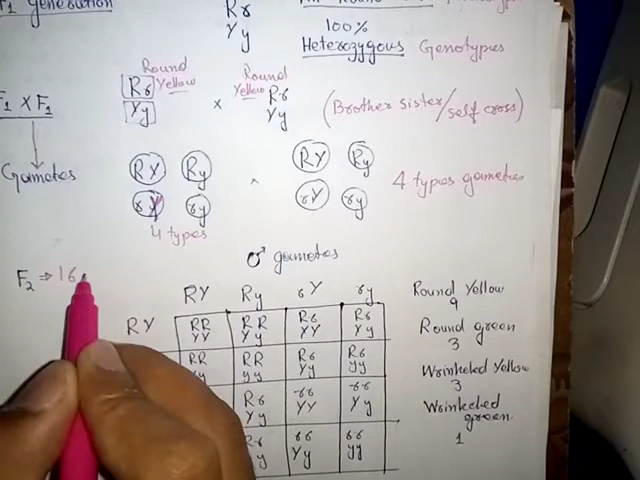 F1 generation
Rr
Yy
100%
Heterozygous Genotypes
Round Yellow
Round Yellow
F1 X F1
Rr
Yy
x
Rr
Yy
(Brother sister/self cross)
Gametes
RY Ry
rY ry
x
RY Ry
rY ry
4 types gametes
4 types
♂ gametes
F2 ⇒ 16
RY Ry rY ry
RY
RR YY
RR Yy
Rr YY
Rr Yy
RR
RR yy
Rr Yy
Rr yy
Rr Yy
rr YY
rr Yy
rr Yy
rr yy
Round Yellow
9
Round green
3
Wrinkeled Yellow
3
Wrinkeled green
1